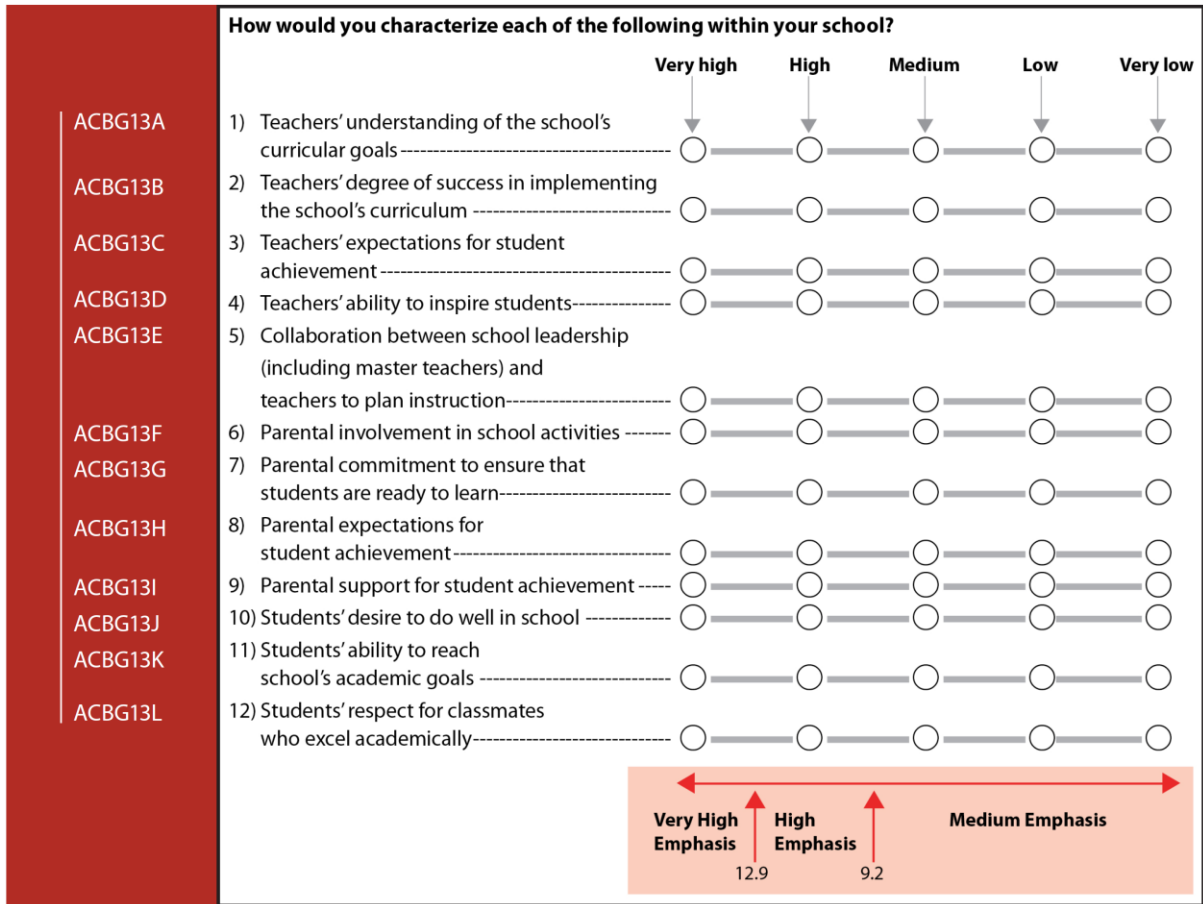 How would you characterize each of the following within your school?
Very high High Medium Low Very low
ACBG13A 1) Teachers’ understanding of the school’s
curricular goals
ACBG13B 2) Teachers’ degree of success in implementing
the school’s curriculum
ACBG13C 3) Teachers’ expectations for student
achievement
ACBG13D 4) Teachers’ ability to inspire students
ACBG13E 5) Collaboration between school leadership
(including master teachers) and
teachers to plan instruction
ACBG13F 6) Parental involvement in school activities
ACBG13G 7) Parental commitment to ensure that
students are ready to learn
ACBG13H 8) Parental expectations for
student achievement
ACBG13I 9) Parental support for student achievement
ACBG13J 10) Students’ desire to do well in school
ACBG13K 11) Students’ ability to reach
school’s academic goals
ACBG13L 12) Students’ respect for classmates
who excel academically
Very High High Medium Emphasis
Emphasis Emphasis
12.9 9.2